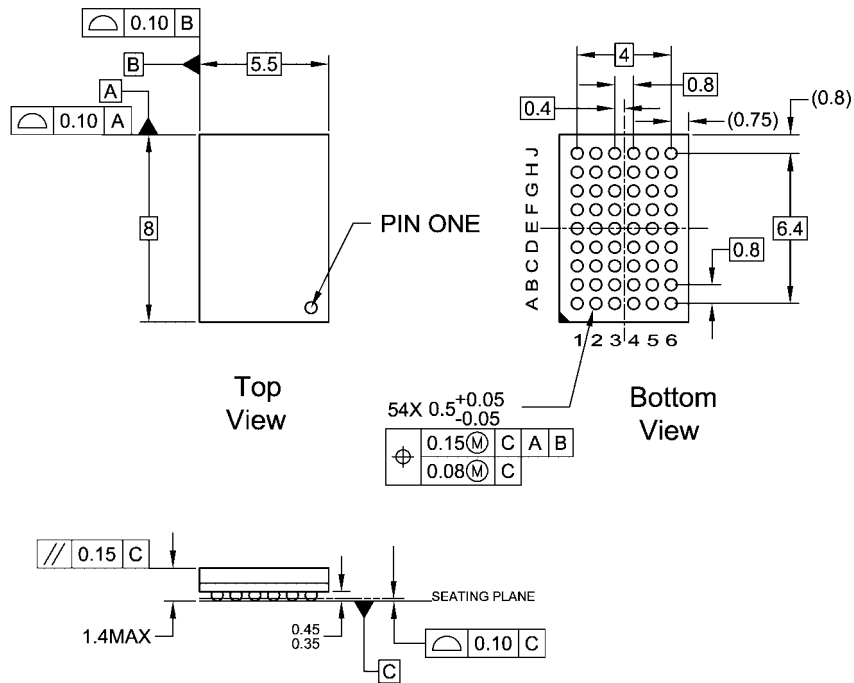 0.10 B
B
5.5
A
0.10 A
8
PIN ONE
Top
View
4
0.8
0.4
(0.8)
(0.75)
J
H
G
F
E
D
C
B
A
6.4
0.8
1 2 3 4 5 6
54X 0.5 +0.05
-0.05
⌖ 0.15Ⓜ C A B
0.08Ⓜ C
Bottom
View
// 0.15 C
1.4MAX
0.45
0.35
SEATING PLANE
0.10 C
C